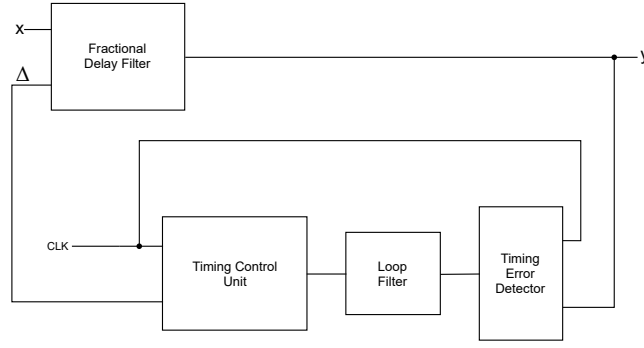 x
Fractional
Delay Filter
y
Δ
CLK
Timing Control
Unit
Loop
Filter
Timing
Error
Detector